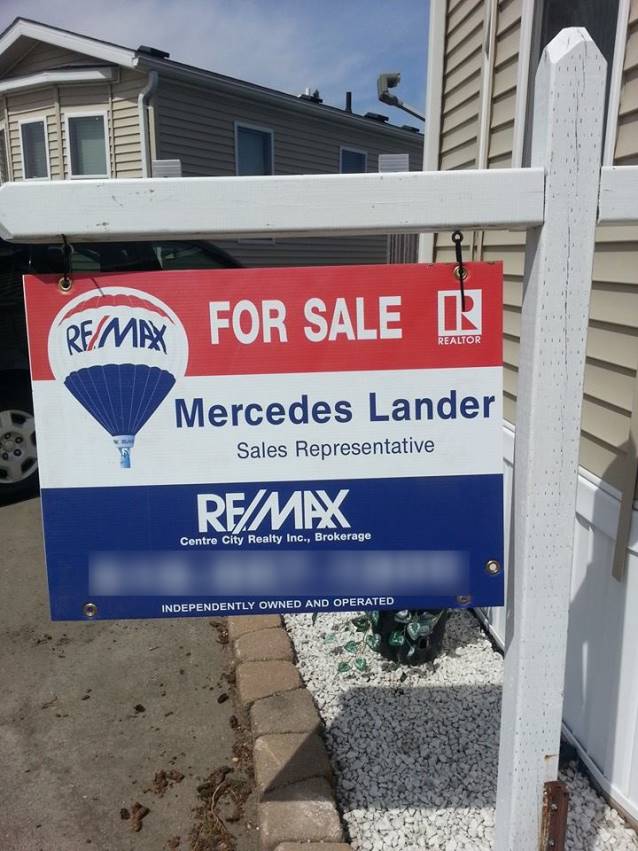 RE/MAX
FOR SALE
R
REALTOR
Mercedes Lander
Sales Representative
RE/MAX
Centre City Realty Inc., Brokerage
INDEPENDENTLY OWNED AND OPERATED